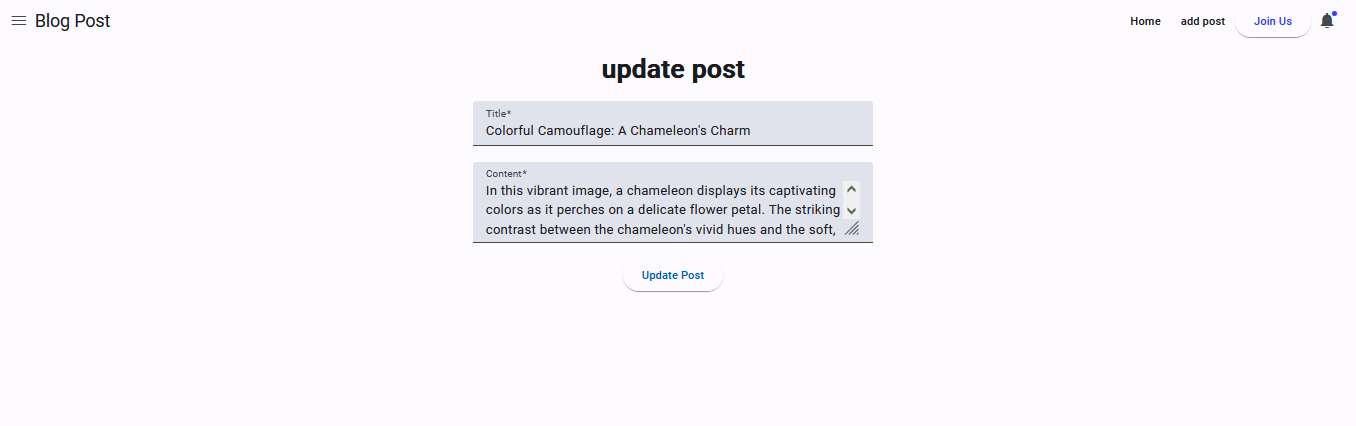 Blog Post
Home
add post
Join Us
update post
Title*
Colorful Camouflage: A Chameleon's Charm
Content*
In this vibrant image, a chameleon displays its captivating
colors as it perches on a delicate flower petal. The striking
contrast between the chameleon's vivid hues and the soft,
Update Post